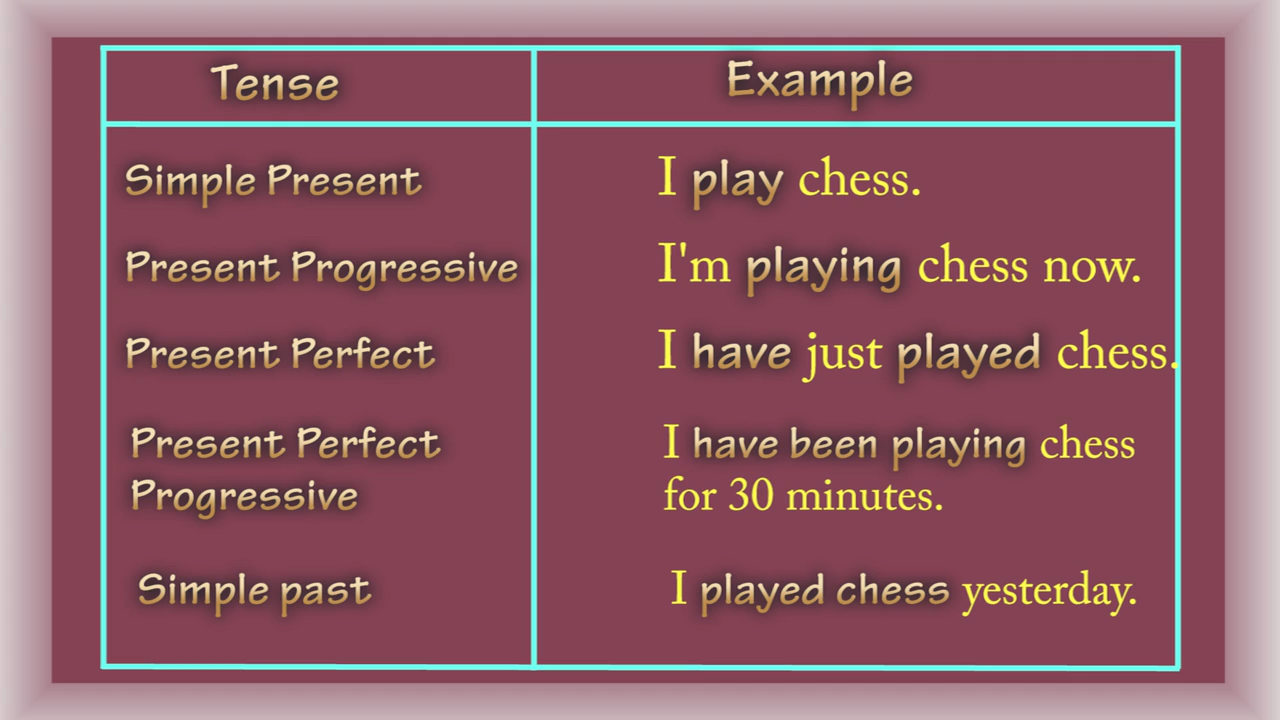 Tense Example
Simple Present I play chess.
Present Progressive I'm playing chess now.
Present Perfect I have just played chess.
Present Perfect I have been playing chess
Progressive for 30 minutes.
Simple past I played chess yesterday.